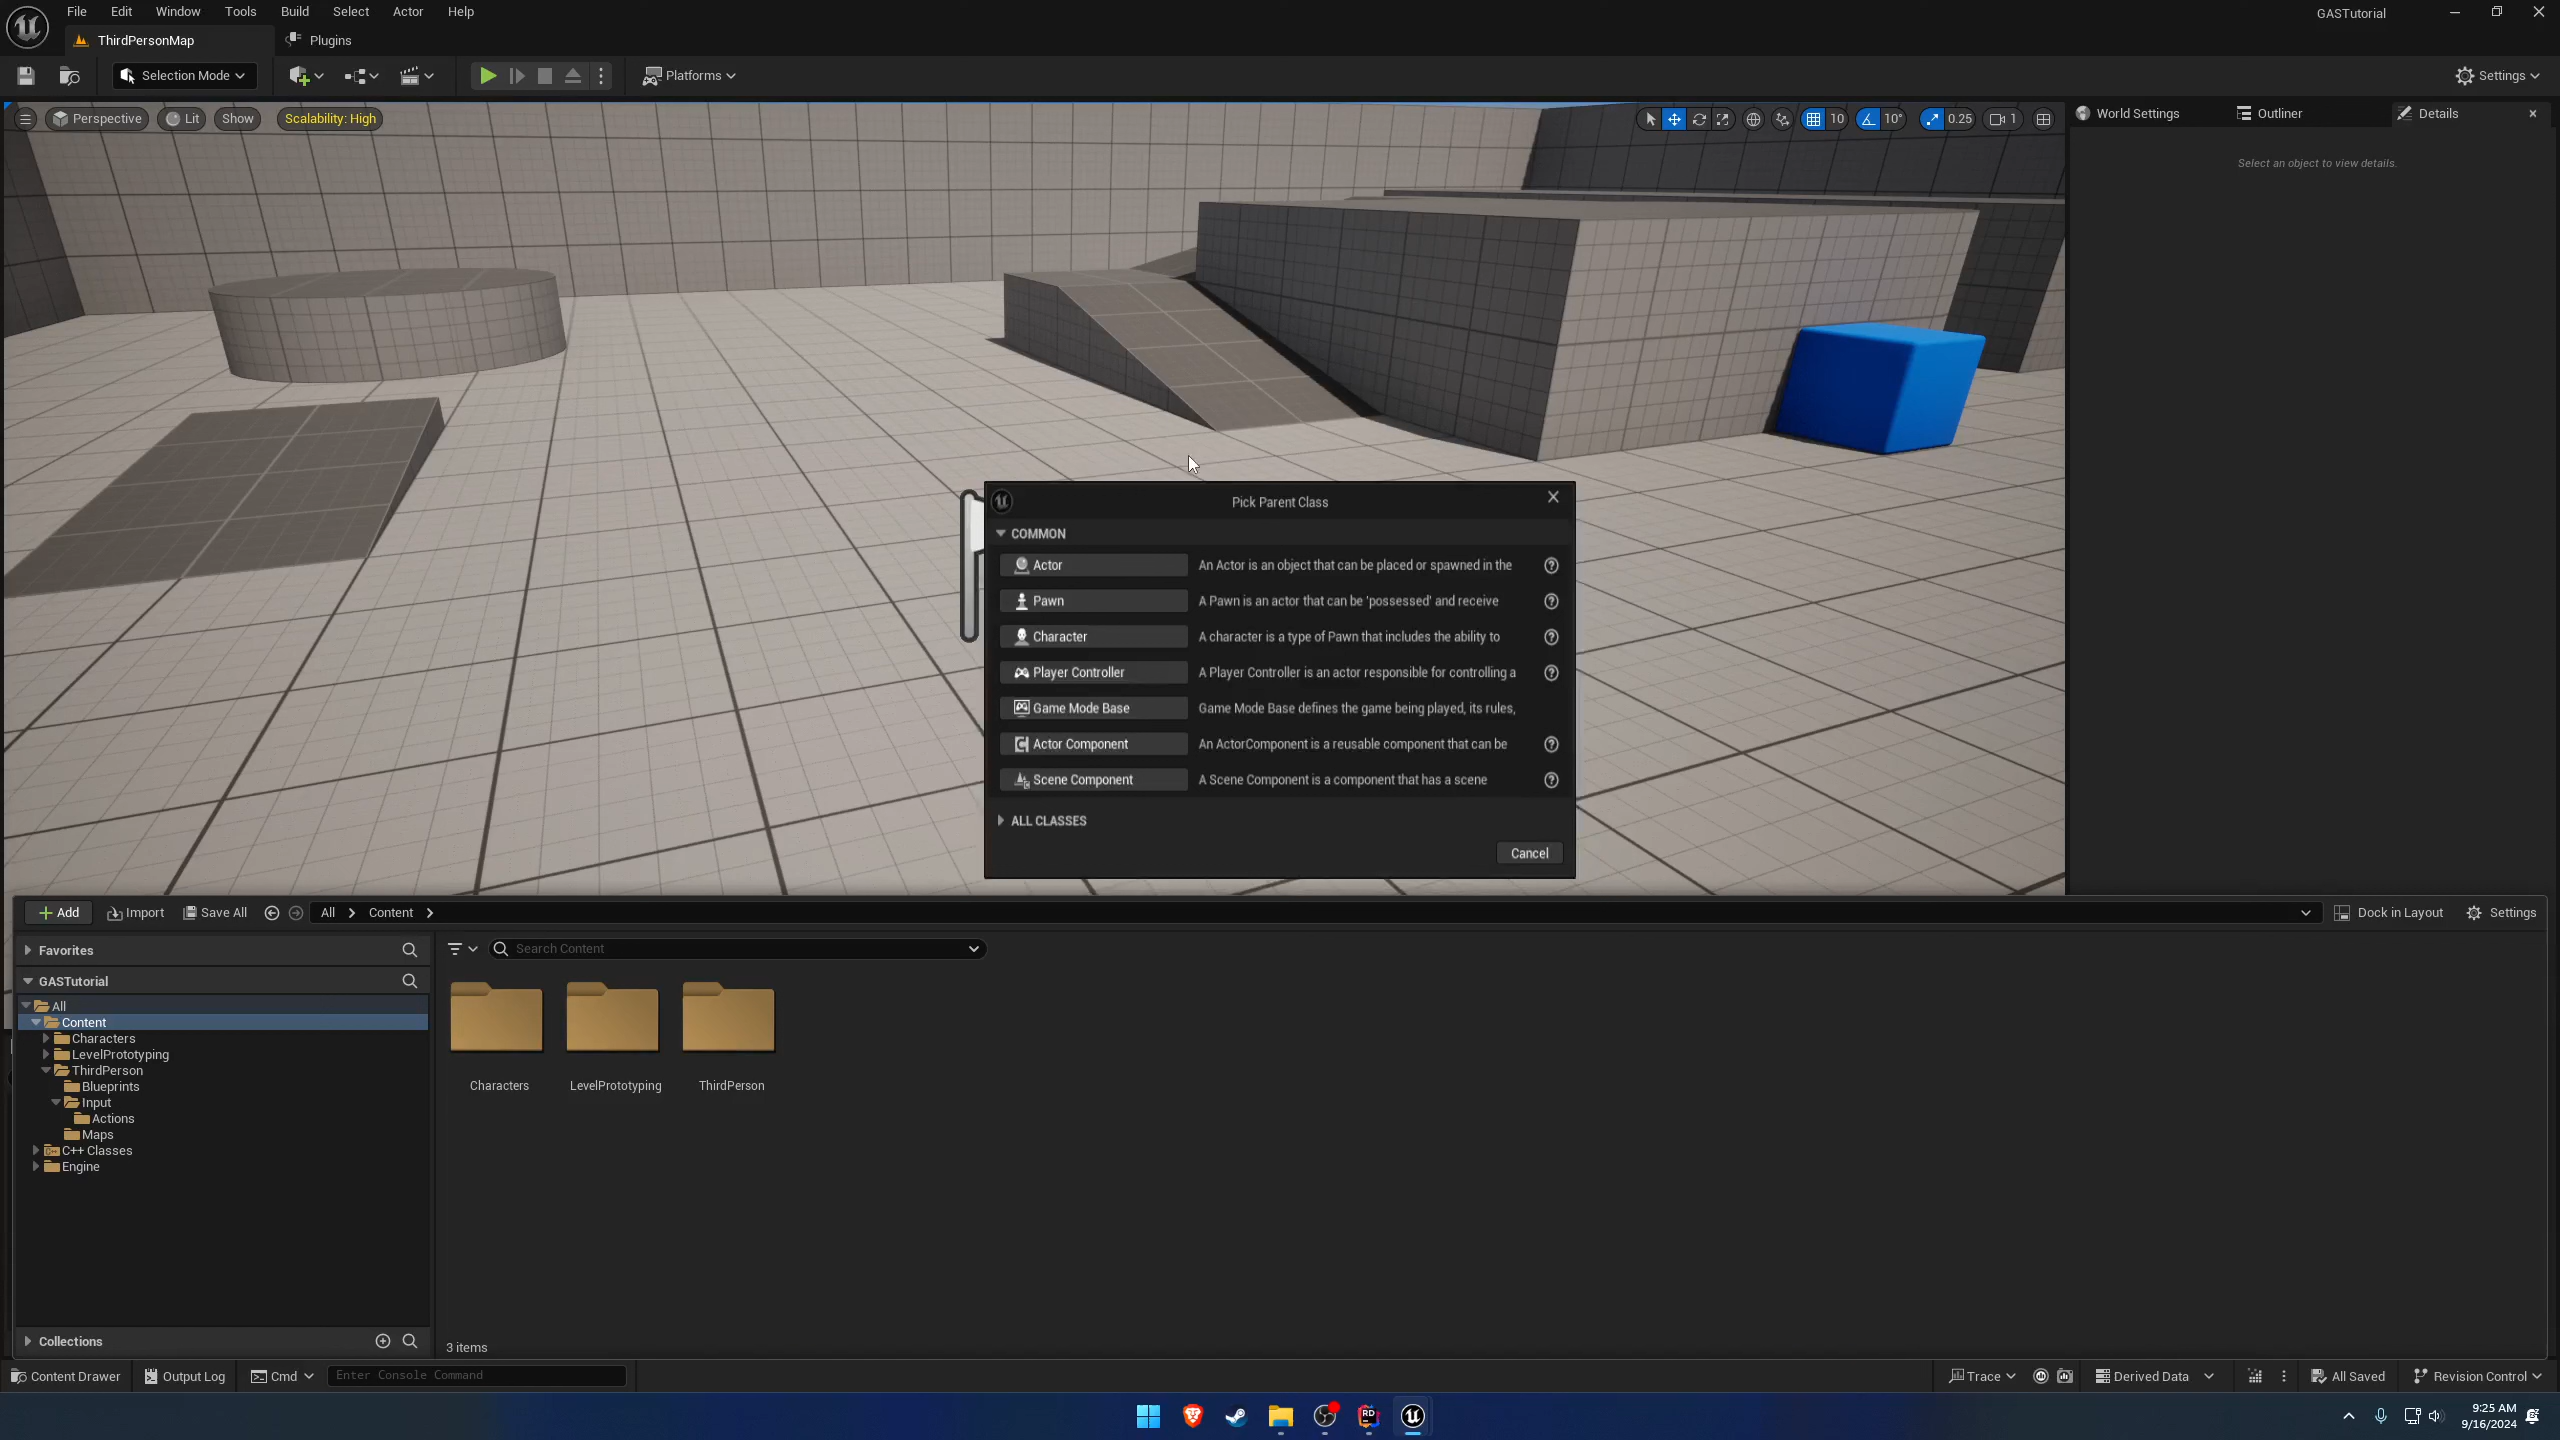 File Edit Window Tools Build Select Actor Help GASTutorial
ThirdPersonMap Plugins
Selection Mode Platforms Settings
Perspective Lit Show Scalability: High 10 10° 0.25 1 World Settings Outliner Details
Select an object to view details.
Pick Parent Class
COMMON
Actor An Actor is an object that can be placed or spawned in the
Pawn A Pawn is an actor that can be 'possessed' and receive
Character A character is a type of Pawn that includes the ability to
Player Controller A Player Controller is an actor responsible for controlling a
Game Mode Base Game Mode Base defines the game being played, its rules,
Actor Component An ActorComponent is a reusable component that can be
Scene Component A Scene Component is a component that has a scene
ALL CLASSES
Cancel
Add Import Save All All Content Dock in Layout Settings
Favorites Search Content
GASTutorial
All
Content
Characters
LevelPrototyping
ThirdPerson
Blueprints
Input
Actions
Maps
C++ Classes
Engine
Characters LevelPrototyping ThirdPerson
Collections
3 items
Content Drawer Output Log Cmd Enter Console Command Trace Derived Data All Saved Revision Control
9:25 AM
9/16/2024